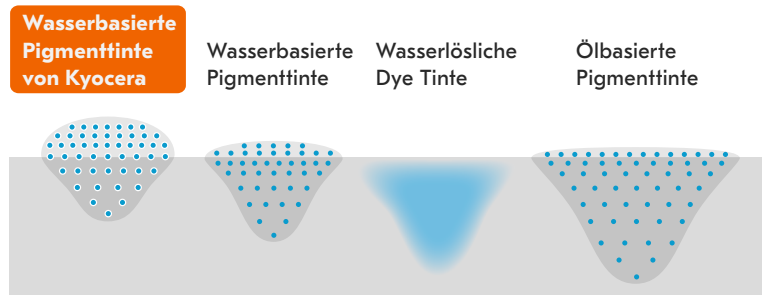 Wasserbasierte
Pigmenttinte
von Kyocera
Wasserbasierte
Pigmenttinte
Wasserlösliche
Dye Tinte
Ölbasierte
Pigmenttinte